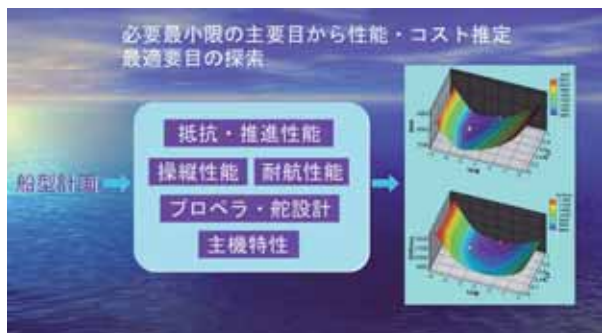 必要最小限の主要目から性能・コスト推定
最適要目の探索
抵抗・推進性能
操縦性能 耐航性能
船型計画
プロペラ・舵設計
主機特性